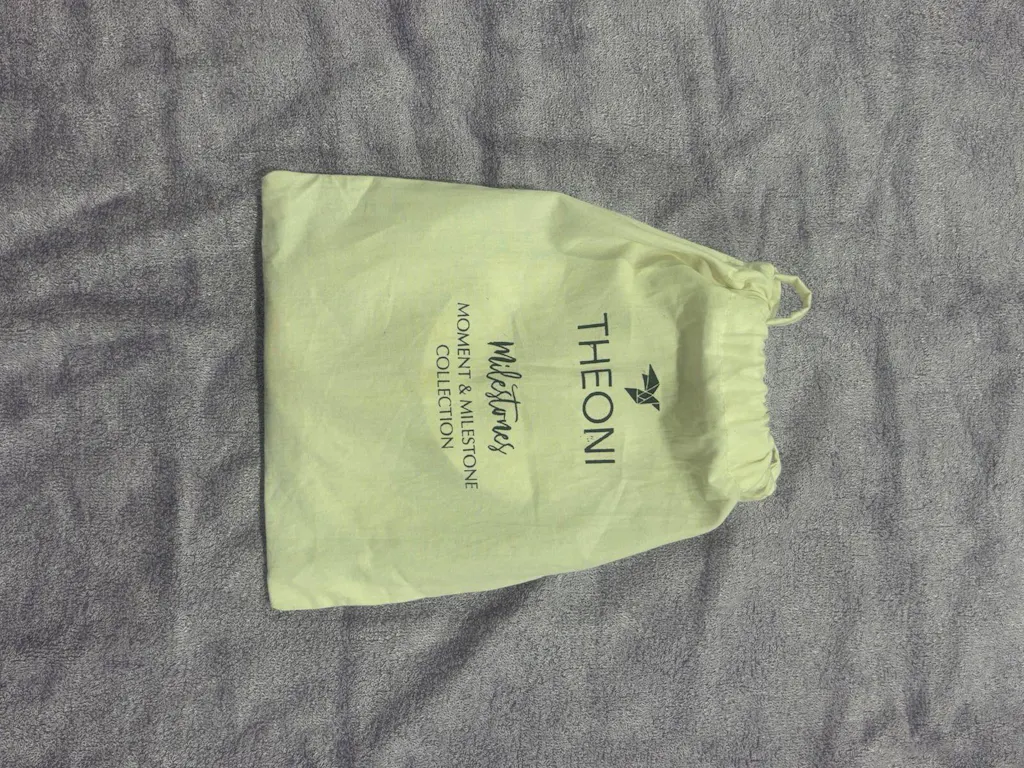 THEONI
Milestones
MOMENT & MILESTONE
COLLECTION